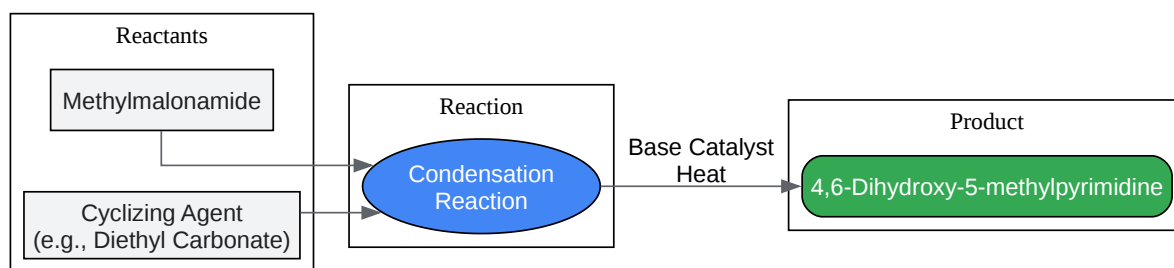 Reactants
Methylmalonamide
Cyclizing Agent
(e.g., Diethyl Carbonate)
Reaction
Condensation
Reaction
Base Catalyst
Heat
Product
4,6-Dihydroxy-5-methylpyrimidine